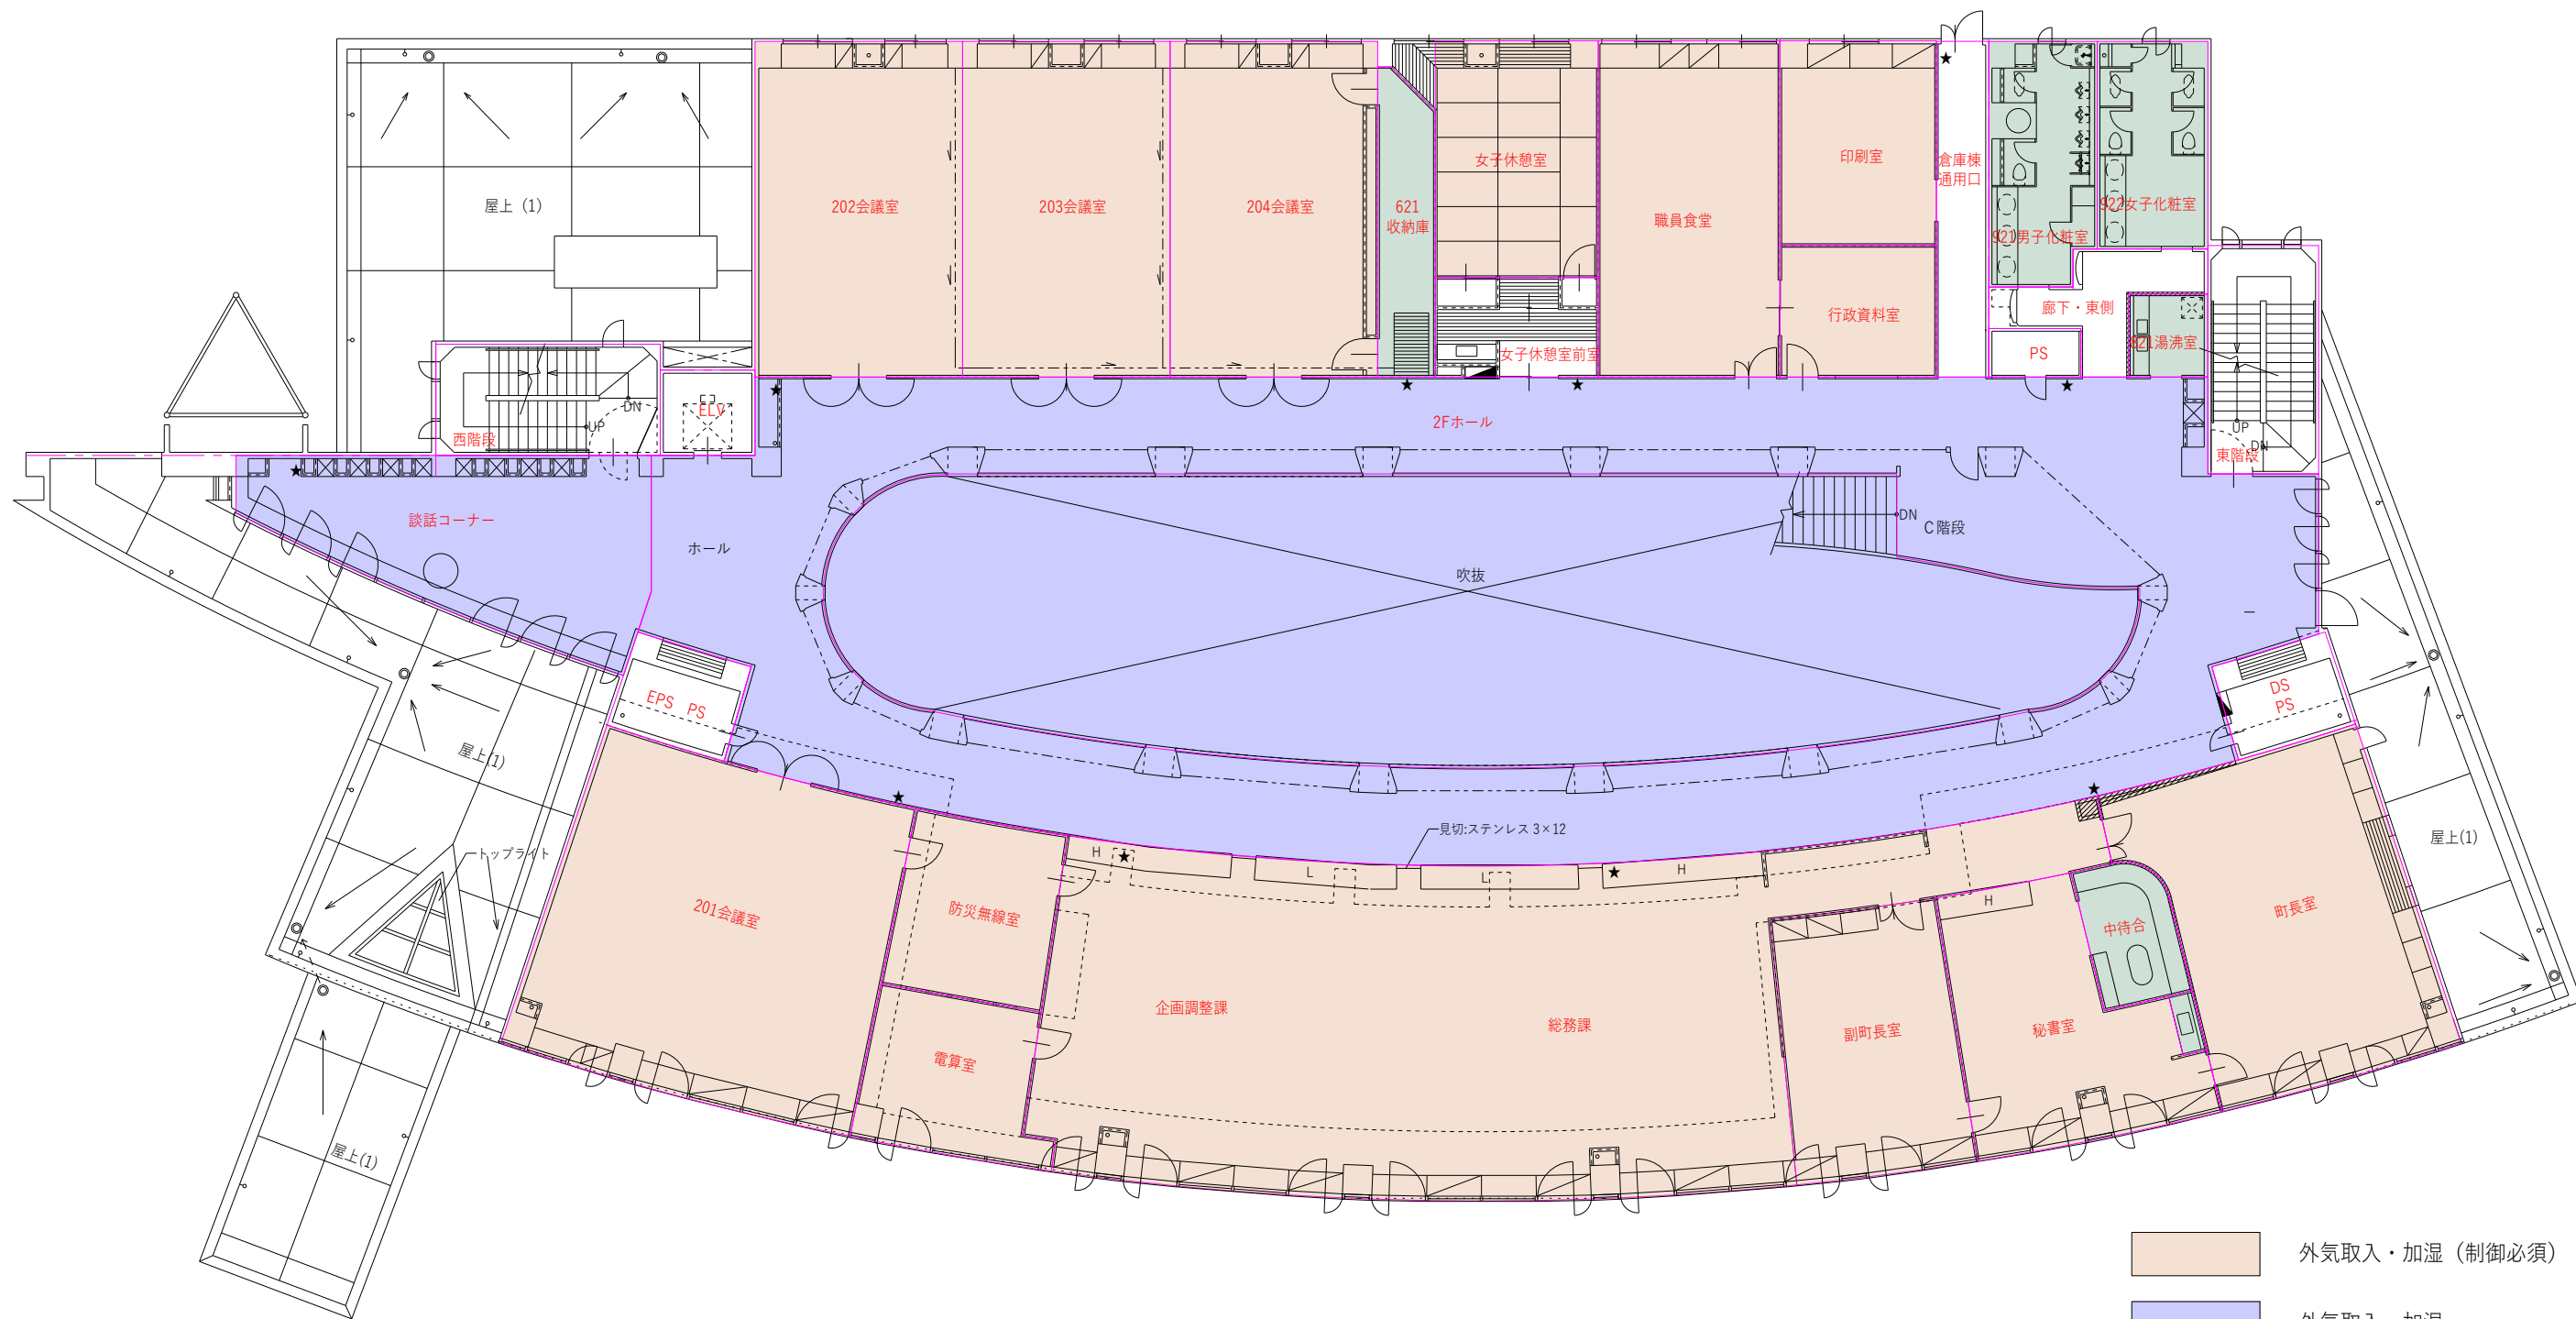 屋上 (1)
202会議室
203会議室
204会議室
621
収納庫
女子休憩室
職員食堂
印刷室
倉庫棟
通用口
922女子化粧室
921男子化粧室
行政資料室
廊下・東側
女子休憩室前室
PS
821湯沸室
DN
UP
西階段
ELV
2Fホール
UP
DN
東階段
談話コーナー
ホール
DN
C階段
吹抜
EPS PS
DS
PS
屋上(1)
見切:ステンレス 3×12
トップライト
H
L
L
H
H
屋上(1)
201会議室
防災無線室
中待合
町長室
企画調整課
総務課
副町長室
秘書室
電算室
屋上(1)
外気取入・加湿（制御必須）
外気取入・加湿